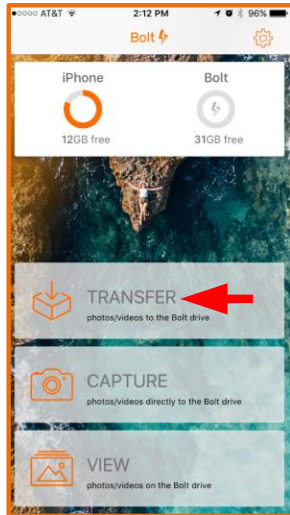 AT&T 2:12 PM 96%
Bolt
iPhone Bolt
12GB free 31GB free
TRANSFER
photos/videos to the Bolt drive
CAPTURE
photos/videos directly to the Bolt drive
VIEW
photos/videos on the Bolt drive